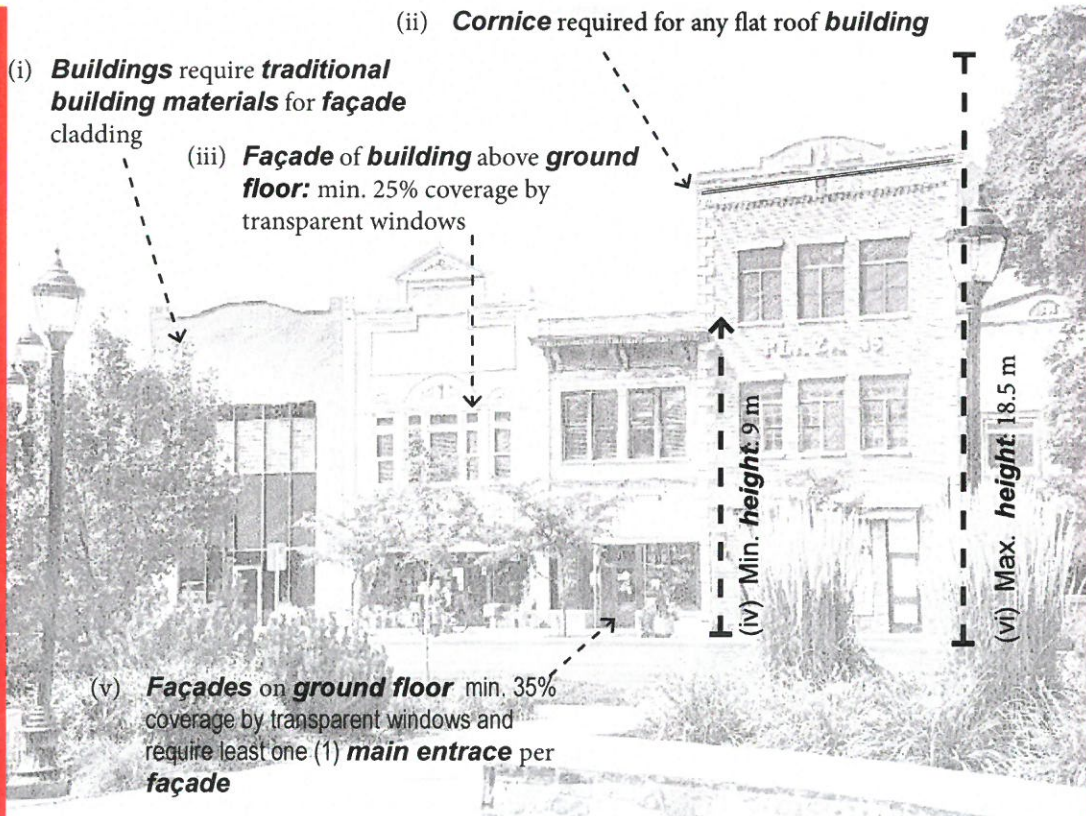 (ii) Cornice required for any flat roof building
(i) Buildings require traditional
building materials for façade
cladding
(iii) Façade of building above ground
floor: min. 25% coverage by
transparent windows
(iv) Min. height: 9 m
(vi) Max. height: 18.5 m
(v) Façades on ground floor min. 35%
coverage by transparent windows and
require least one (1) main entrace per
façade